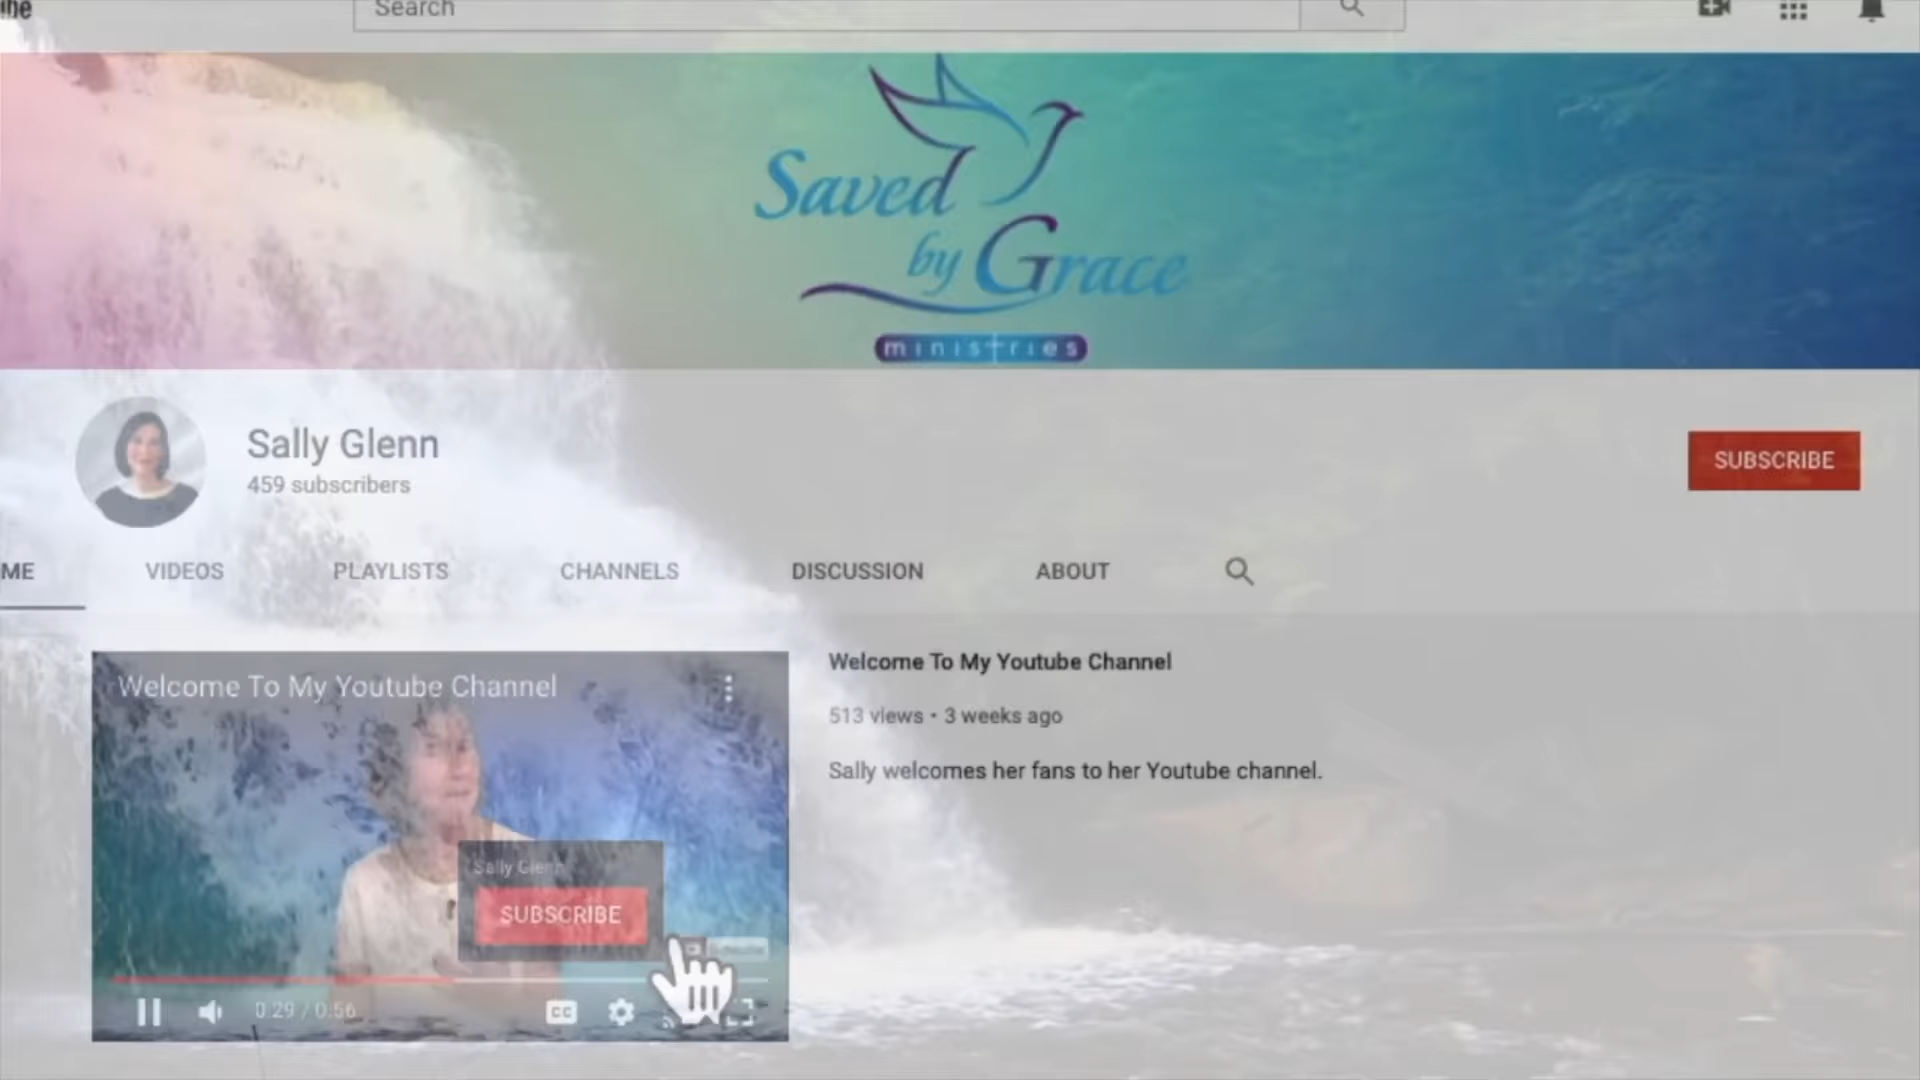 Search
Saved
by Grace
ministries
Sally Glenn
459 subscribers
SUBSCRIBE
ME
VIDEOS
PLAYLISTS
CHANNELS
DISCUSSION
ABOUT
Welcome To My Youtube Channel
Welcome To My Youtube Channel
513 views • 3 weeks ago
Sally welcomes her fans to her Youtube channel.
Sally Glenn
SUBSCRIBE
0:29 / 0:56
CC